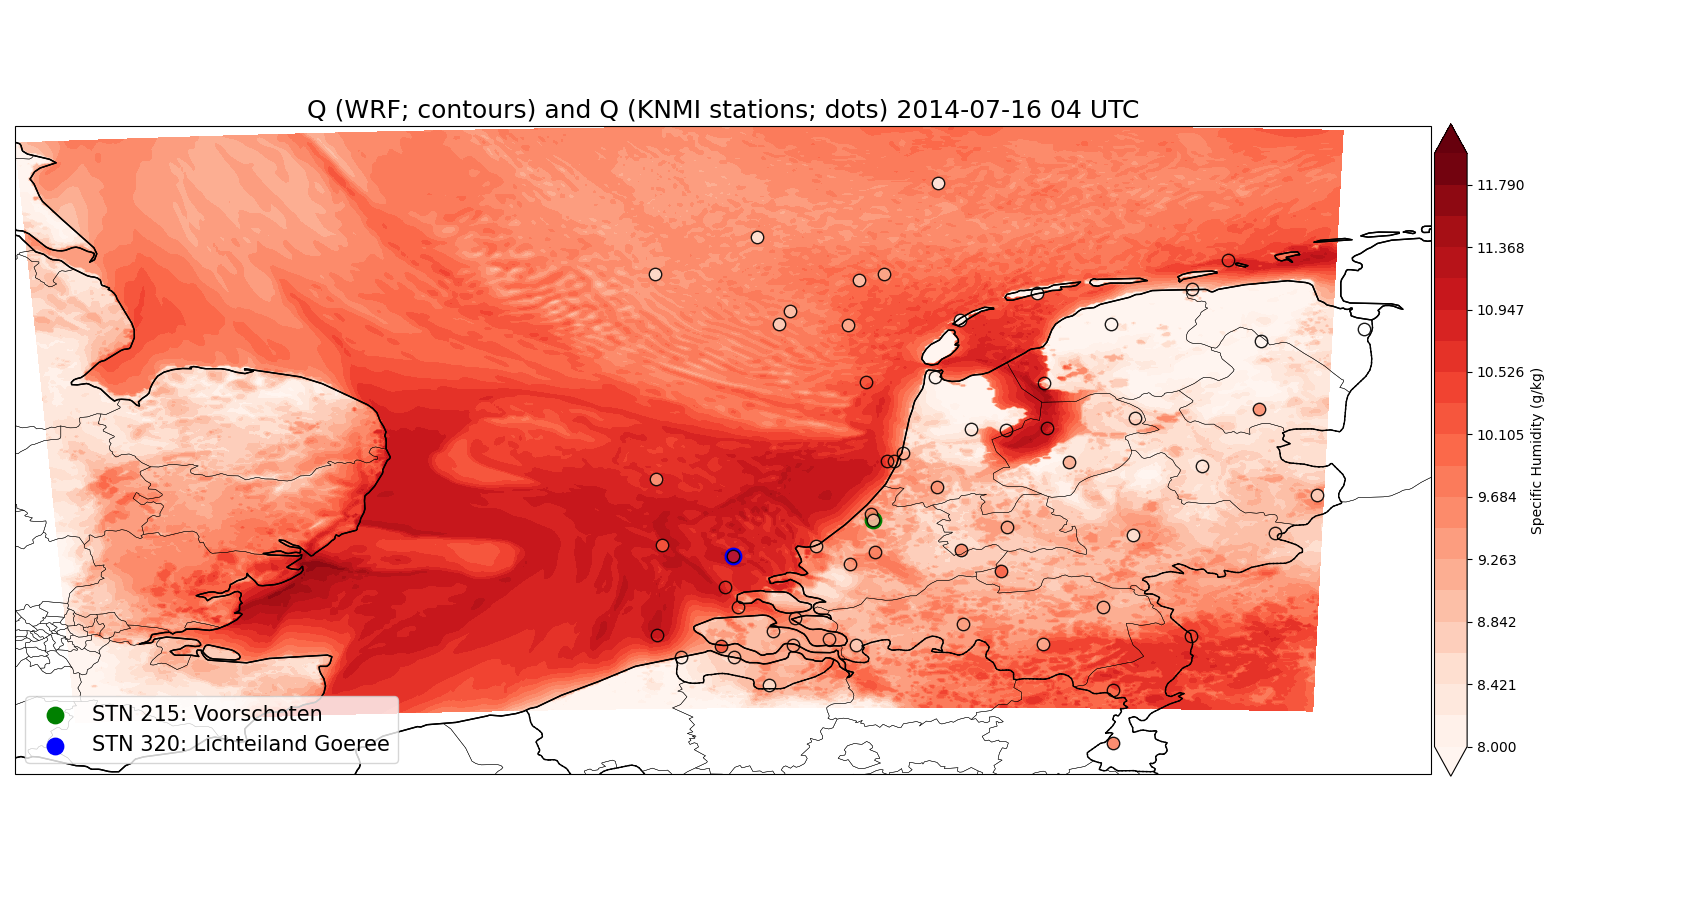 Q (WRF; contours) and Q (KNMI stations; dots) 2014-07-16 04 UTC
11.790
11.368
10.947
10.526
10.105
9.684
9.263
8.842
8.421
8.000
Specific Humidity (g/kg)
STN 215: Voorschoten
STN 320: Lichteiland Goeree